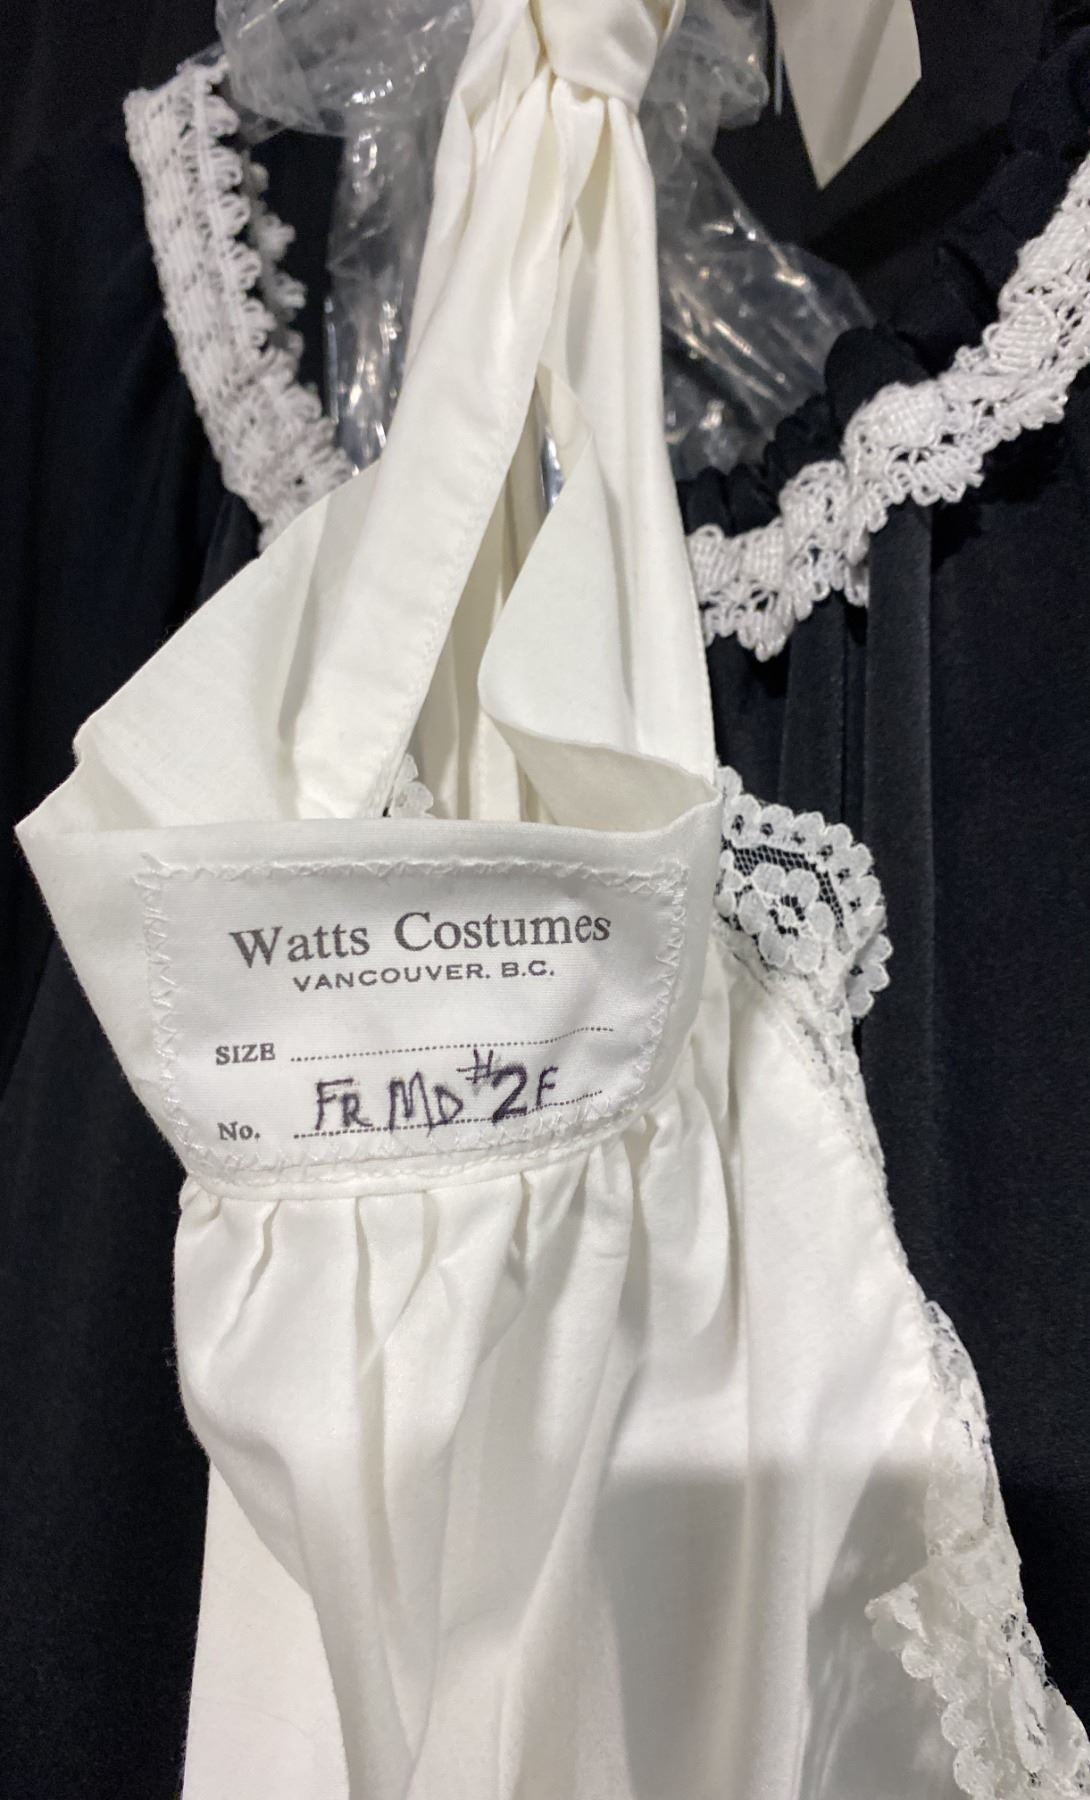 Watts Costumes
VANCOUVER. B.C.
SIZE
No. FR MD #2F